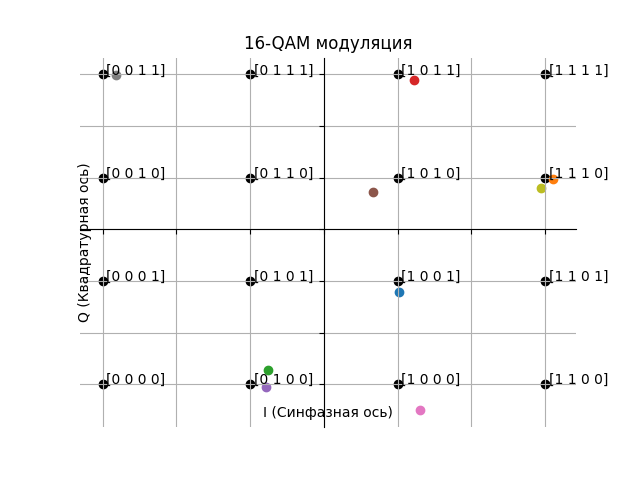 16-QAM модуляция
[0 0 1 1] [0 1 1 1] [1 0 1 1] [1 1 1 1]
[0 0 1 0] [0 1 1 0] [1 0 1 0] [1 1 1 0]
Q (Квадратурная ось)
[0 0 0 1] [0 1 0 1] [1 0 0 1] [1 1 0 1]
[0 0 0 0] [0 1 0 0] [1 0 0 0] [1 1 0 0]
I (Синфазная ось)